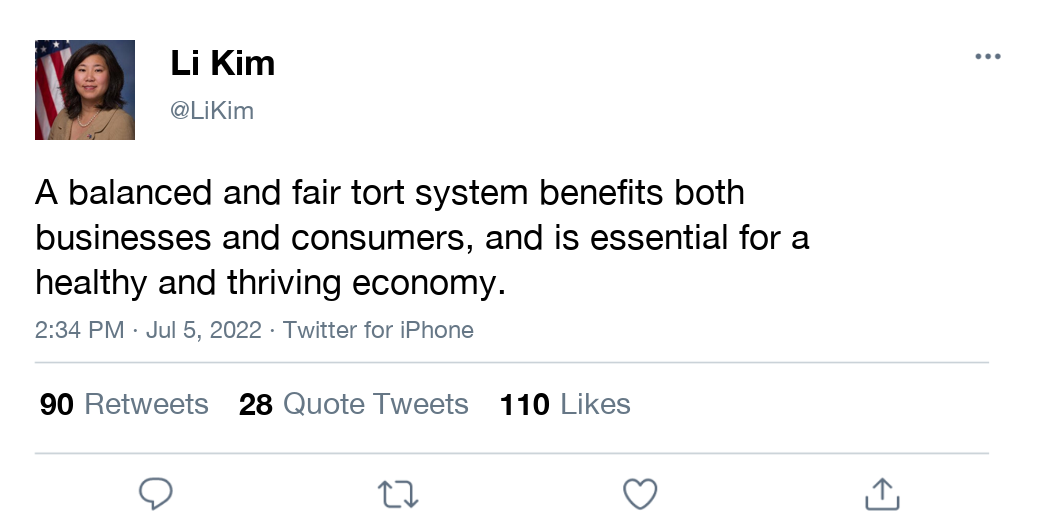 Li Kim
@LiKim
A balanced and fair tort system benefits both
businesses and consumers, and is essential for a
healthy and thriving economy.
2:34 PM · Jul 5, 2022 · Twitter for iPhone
90 Retweets 28 Quote Tweets 110 Likes